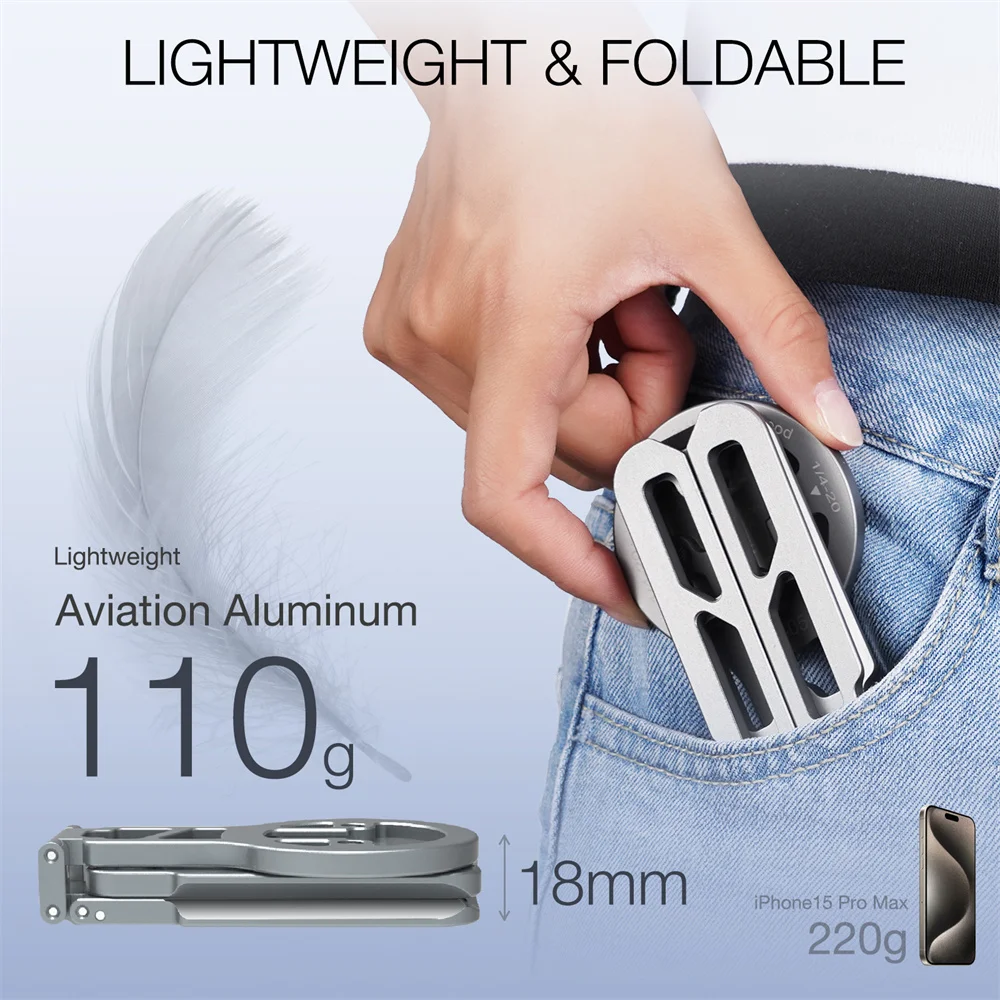 LIGHTWEIGHT & FOLDABLE
1/4-20
Lightweight
Aviation Aluminum
110g
18mm
iPhone15 Pro Max
220g